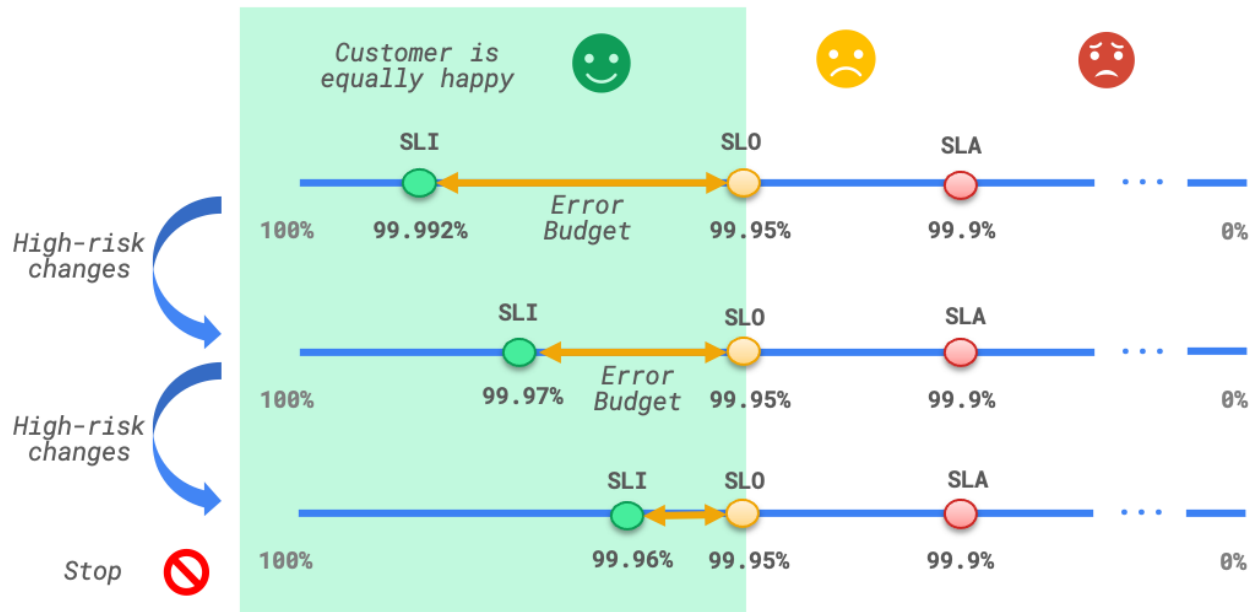 Customer is
equally happy
SLI
SLO
SLA
Error
Budget
100%
99.992%
99.95%
99.9%
0%
High-risk
changes
SLI
SLO
SLA
Error
Budget
100%
99.97%
99.95%
99.9%
0%
High-risk
changes
SLI
SLO
SLA
100%
99.96%
99.95%
99.9%
0%
Stop